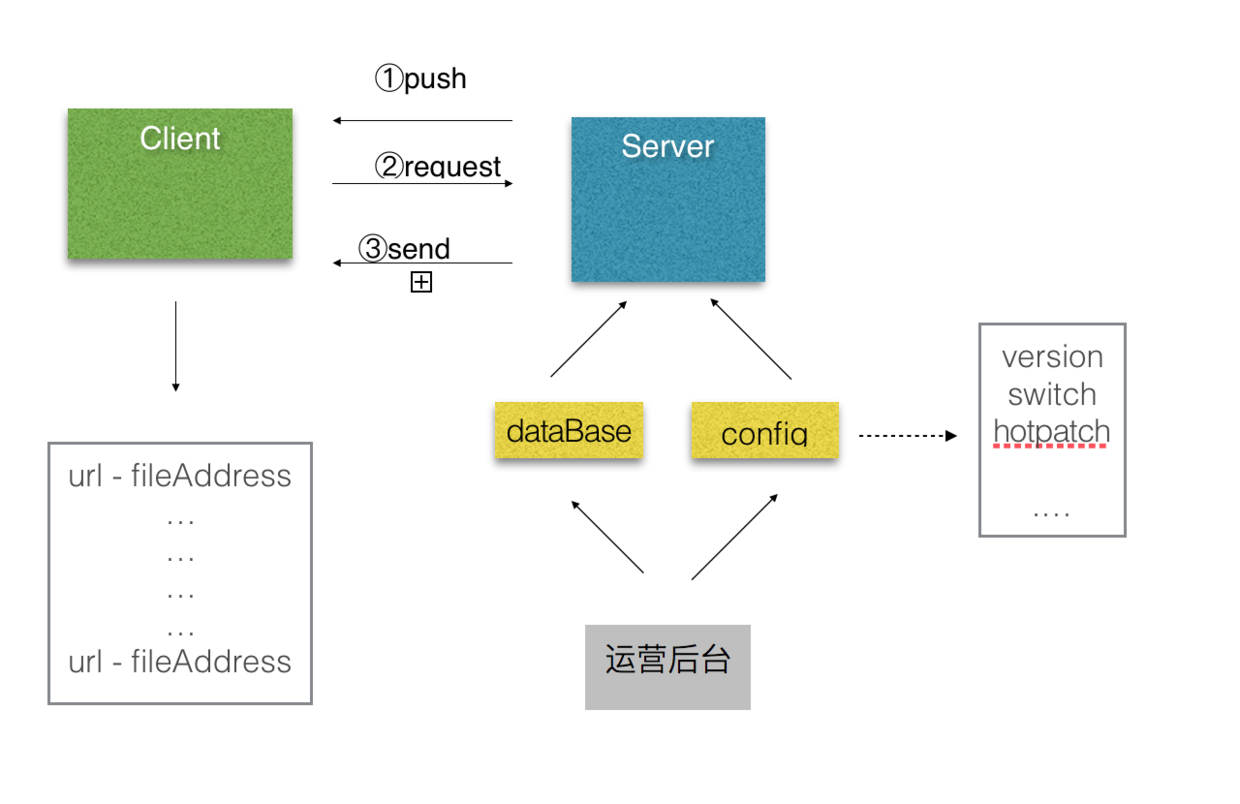 ①push
Client
Server
②request
③send
version
switch
hotpatch
....
dataBase
config
url - fileAddress
...
...
...
...
url - fileAddress
运营后台